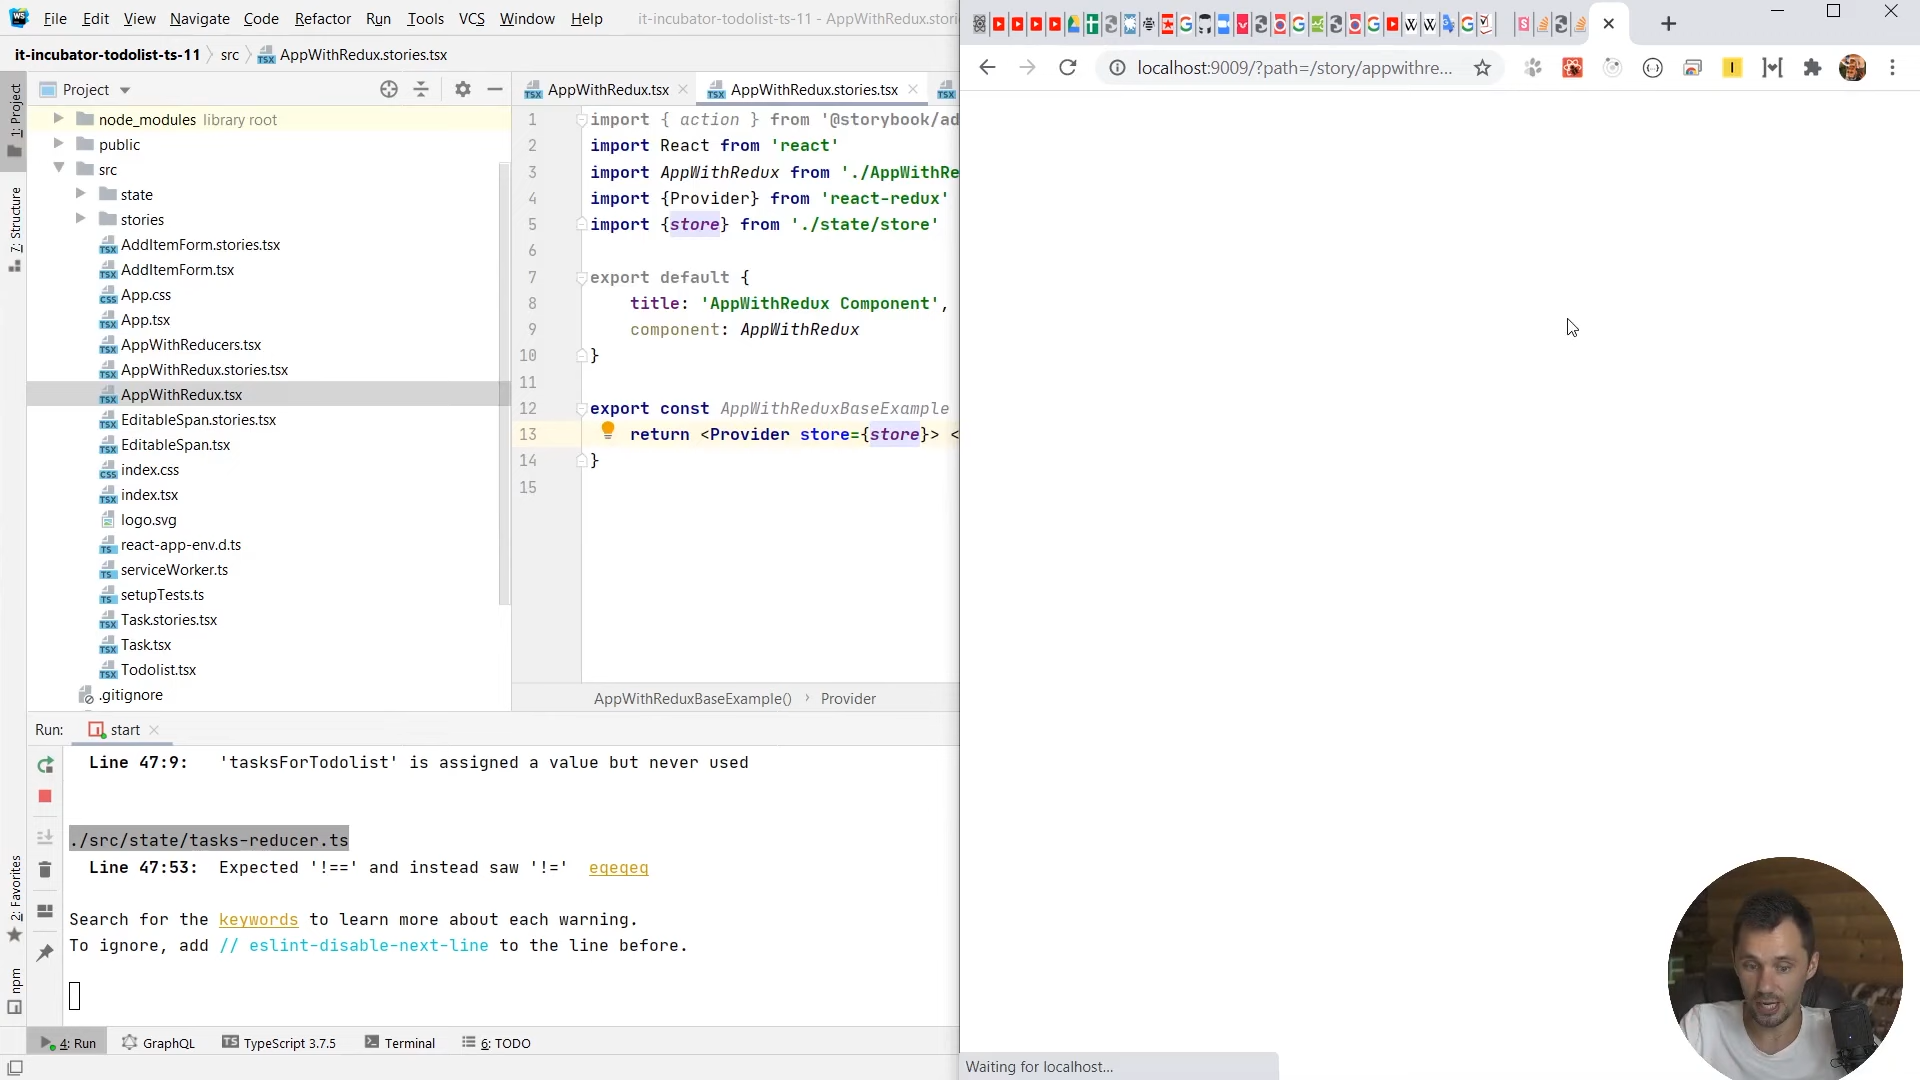 File Edit View Navigate Code Refactor Run Tools VCS Window Help it-incubator-todolist-ts-11 - AppWithRedux.stori
it-incubator-todolist-ts-11 src AppWithRedux.stories.tsx
localhost:9009/?path=/story/appwithre...
1: Project
7: Structure
2: Favorites
npm
Project
node_modules library root
public
src
state
stories
AddItemForm.stories.tsx
AddItemForm.tsx
App.css
App.tsx
AppWithReducers.tsx
AppWithRedux.stories.tsx
AppWithRedux.tsx
EditableSpan.stories.tsx
EditableSpan.tsx
index.css
index.tsx
logo.svg
react-app-env.d.ts
serviceWorker.ts
setupTests.ts
Task.stories.tsx
Task.tsx
Todolist.tsx
.gitignore
AppWithRedux.tsx AppWithRedux.stories.tsx
1 import { action } from '@storybook/ad
2 import React from 'react'
3 import AppWithRedux from './AppWithRe
4 import {Provider} from 'react-redux'
5 import {store} from './state/store'
6
7 export default {
8 title: 'AppWithRedux Component',
9 component: AppWithRedux
10 }
11
12 export const AppWithReduxBaseExample
13 return <Provider store={store}> <
14 }
15
AppWithReduxBaseExample() › Provider
Run: start
Line 47:9: 'tasksForTodolist' is assigned a value but never used
./src/state/tasks-reducer.ts
Line 47:53: Expected '!==' and instead saw '!=' eqeqeq
Search for the keywords to learn more about each warning.
To ignore, add // eslint-disable-next-line to the line before.
4: Run GraphQL TypeScript 3.7.5 Terminal 6: TODO
Waiting for localhost...